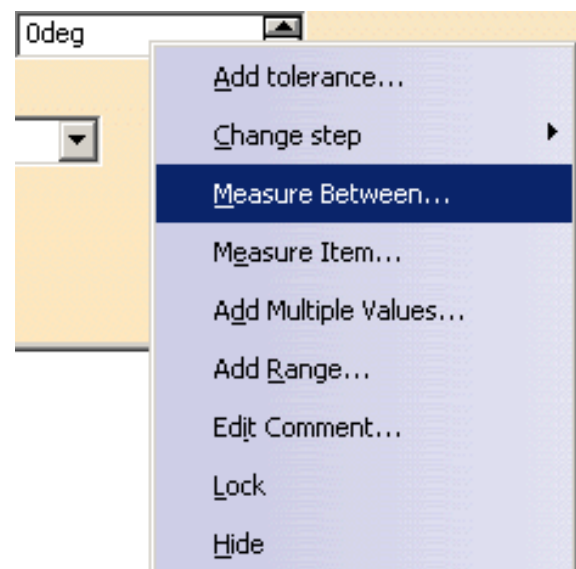 0deg
Add tolerance...
Change step
Measure Between...
Measure Item...
Add Multiple Values...
Add Range...
Edit Comment...
Lock
Hide